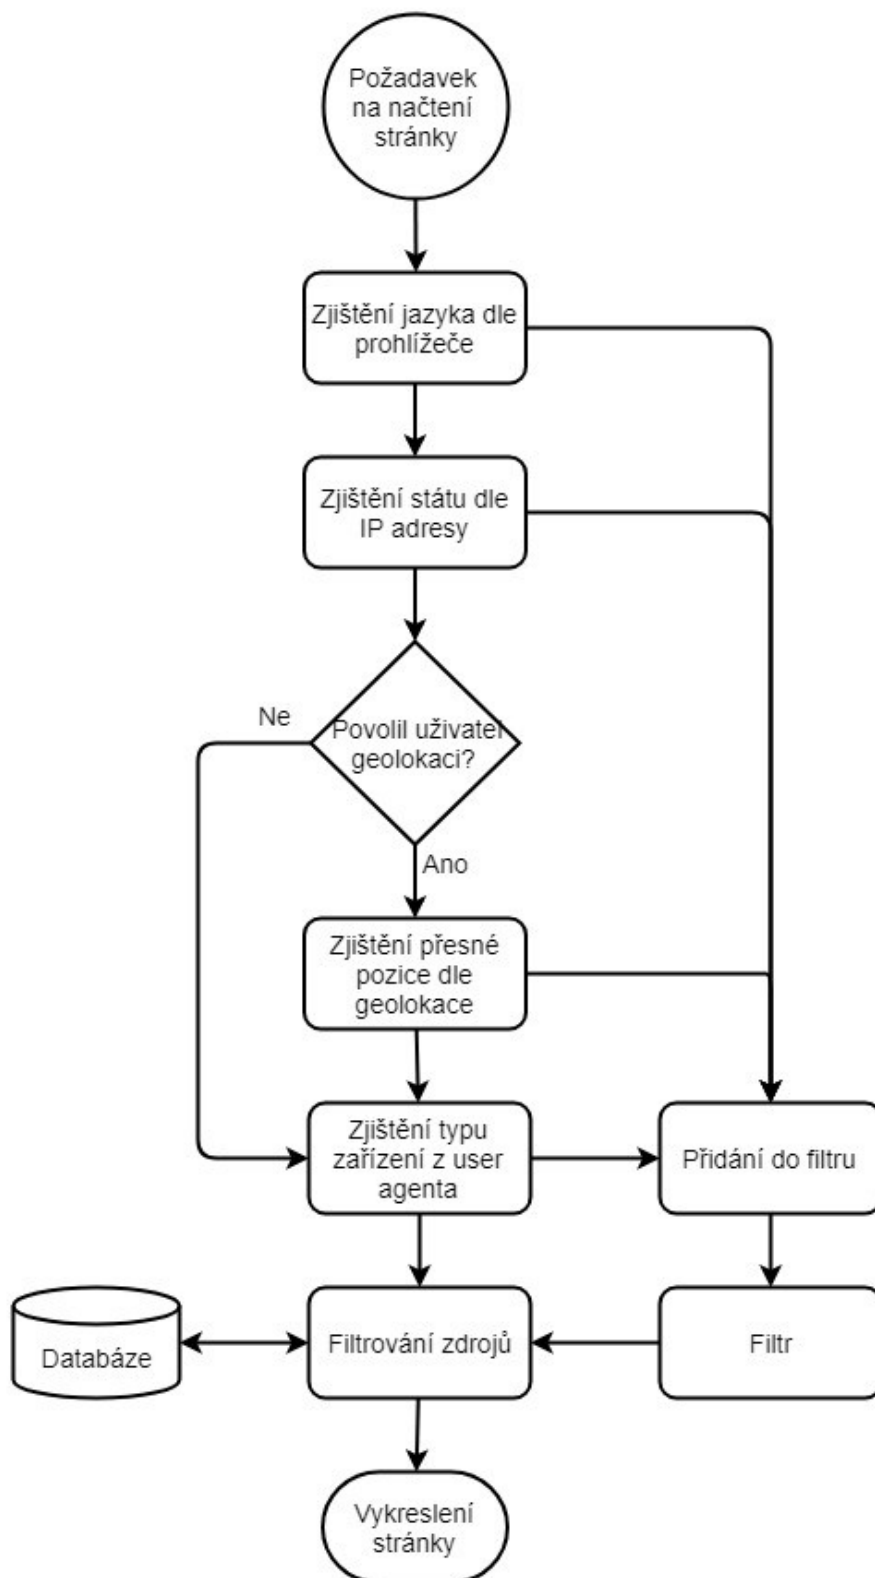 Požadavek
na načtení
stránky
Zjištění jazyka dle
prohlížeče
Zjištění státu dle
IP adresy
Ne
Povolil uživatel
geolokaci?
Ano
Zjištění přesné
pozice dle
geolokace
Zjištění typu
zařízení z user
agenta
Přidání do filtru
Databáze
Filtrování zdrojů
Filtr
Vykreslení
stránky